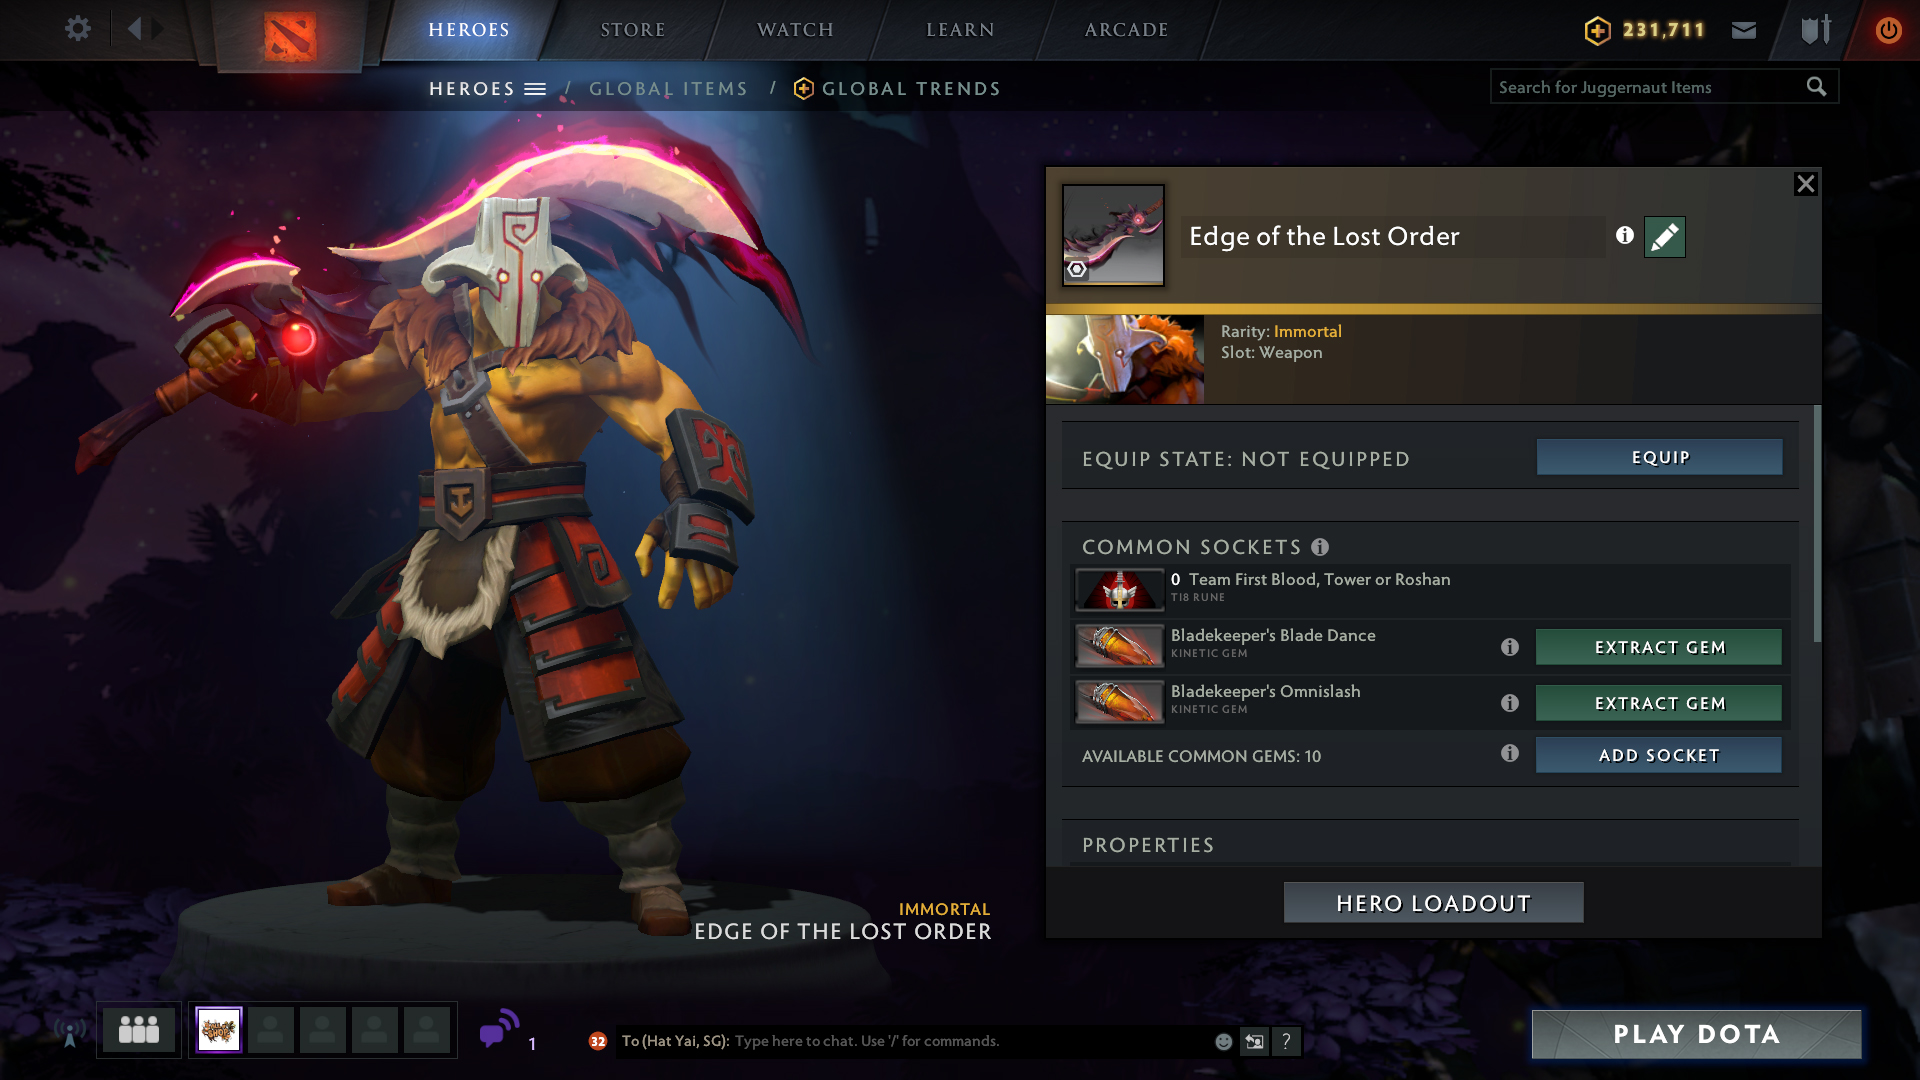 HEROES
STORE
WATCH
LEARN
ARCADE
231,711
HEROES / GLOBAL ITEMS / GLOBAL TRENDS
Search for Juggernaut Items
Edge of the Lost Order
Rarity: Immortal
Slot: Weapon
EQUIP STATE: NOT EQUIPPED
EQUIP
COMMON SOCKETS
0 Team First Blood, Tower or Roshan
TI8 RUNE
Bladekeeper's Blade Dance
KINETIC GEM
EXTRACT GEM
Bladekeeper's Omnislash
KINETIC GEM
EXTRACT GEM
AVAILABLE COMMON GEMS: 10
ADD SOCKET
PROPERTIES
HERO LOADOUT
IMMORTAL
EDGE OF THE LOST ORDER
1
32
To (Hat Yai, SG): Type here to chat. Use '/' for commands.
?
PLAY DOTA